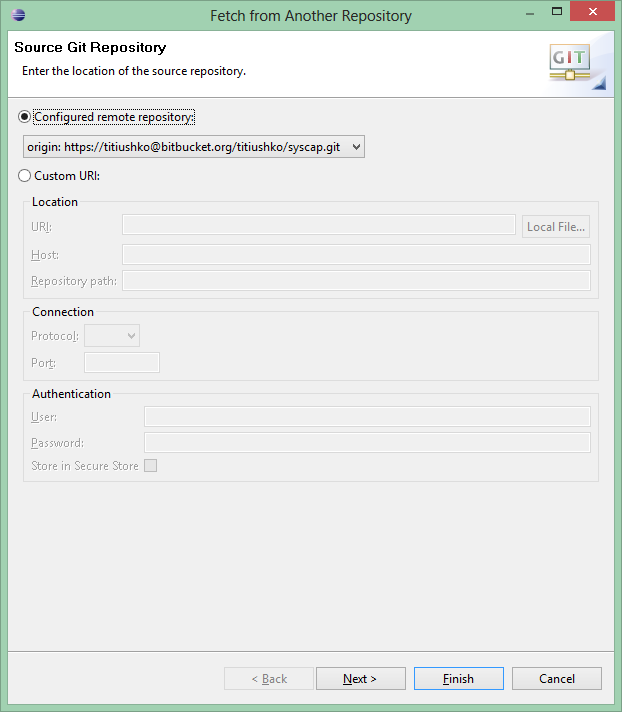 Fetch from Another Repository
Source Git Repository
Enter the location of the source repository.
GIT
Configured remote repository:
origin: https://titiushko@bitbucket.org/titiushko/syscap.git
Custom URI:
Location
URI:
Local File...
Host:
Repository path:
Connection
Protocol:
Port:
Authentication
User:
Password:
Store in Secure Store
< Back
Next >
Finish
Cancel